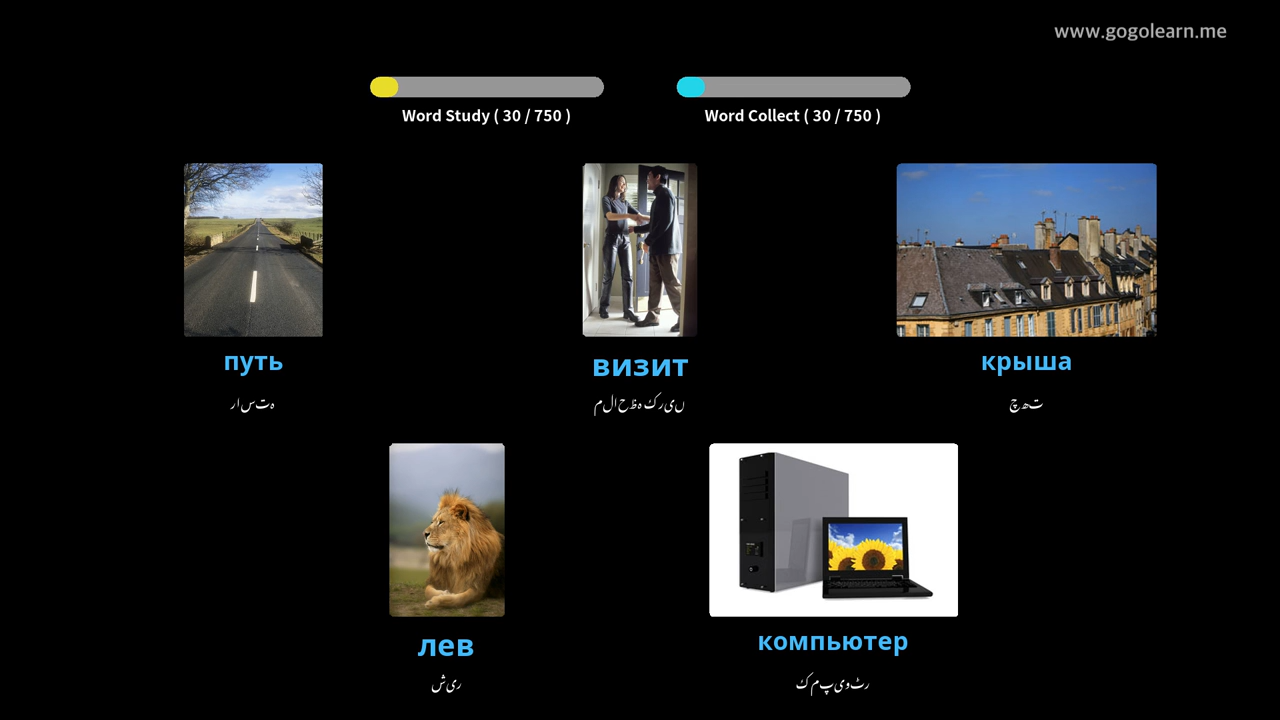 www.gogolearn.me
Word Study ( 30 / 750 )
Word Collect ( 30 / 750 )
путь
راستہ
визит
ملاحظہ کریں
крыша
چھت
лев
شیر
компьютер
کمپیوٹر